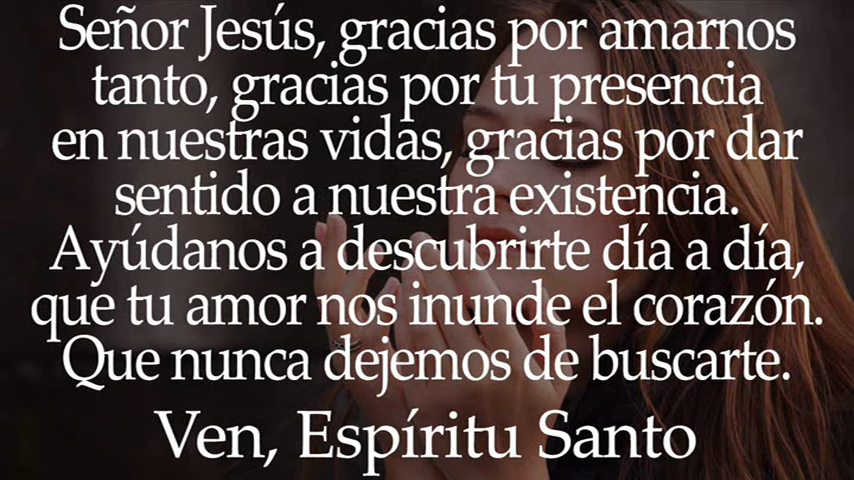 Señor Jesús, gracias por amarnos
tanto, gracias por tu presencia
en nuestras vidas, gracias por dar
sentido a nuestra existencia.
Ayúdanos a descubrirte día a día,
que tu amor nos inunde el corazón.
Que nunca dejemos de buscarte.
Ven, Espíritu Santo